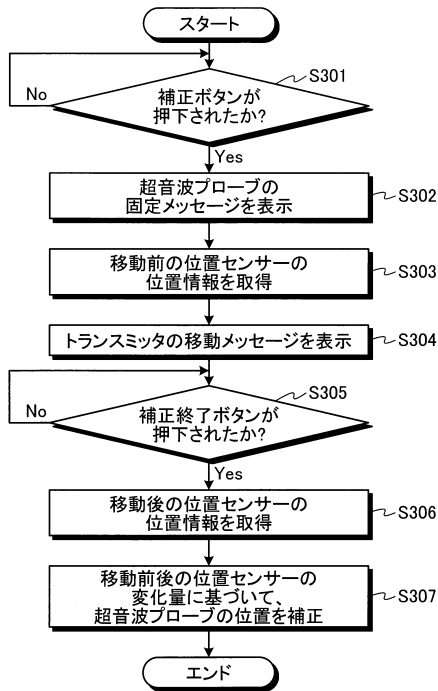 スタート
S301
補正ボタンが
押下されたか?
No
Yes
超音波プローブの
固定メッセージを表示
S302
移動前の位置センサーの
位置情報を取得
S303
トランスミッタの移動メッセージを表示
S304
S305
補正終了ボタンが
押下されたか?
No
Yes
移動後の位置センサーの
位置情報を取得
S306
移動前後の位置センサーの
変化量に基づいて、
超音波プローブの位置を補正
S307
エンド